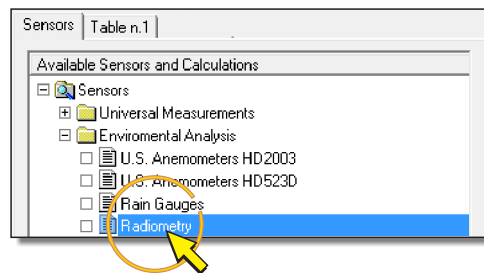 Sensors Table n.1
Available Sensors and Calculations
Sensors
Universal Measurements
Enviromental Analysis
U.S. Anemometers HD2003
U.S. Anemometers HD523D
Rain Gauges
Radiometry